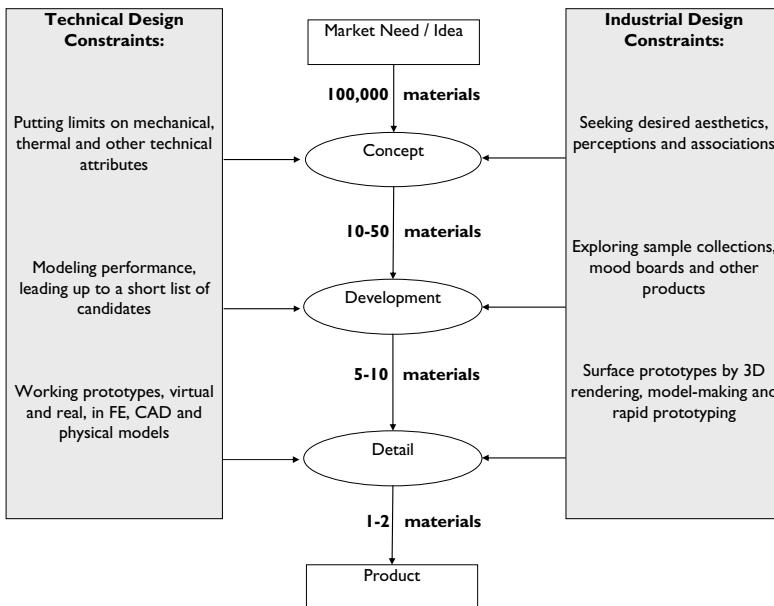 Technical Design
Constraints:
Putting limits on mechanical,
thermal and other technical
attributes
Modeling performance,
leading up to a short list of
candidates
Working prototypes, virtual
and real, in FE, CAD and
physical models
Market Need / Idea
100,000 materials
Concept
10-50 materials
Development
5-10 materials
Detail
1-2 materials
Product
Industrial Design
Constraints:
Seeking desired aesthetics,
perceptions and associations
Exploring sample collections,
mood boards and other
products
Surface prototypes by 3D
rendering, model-making and
rapid prototyping